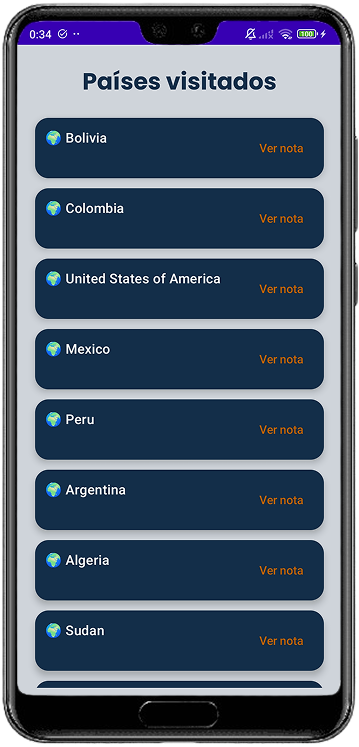 0:34
100
Países visitados
Bolivia
Ver nota
Colombia
Ver nota
United States of America
Ver nota
Mexico
Ver nota
Peru
Ver nota
Argentina
Ver nota
Algeria
Ver nota
Sudan
Ver nota